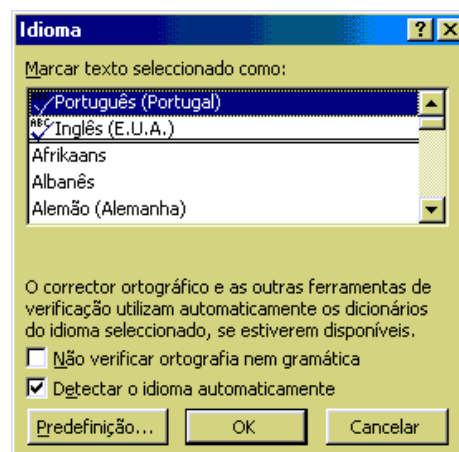 Idioma
Marcar texto seleccionado como:
Português (Portugal)
ABC Inglês (E.U.A.)
Afrikaans
Albanês
Alemão (Alemanha)
O corrector ortográfico e as outras ferramentas de
verificação utilizam automaticamente os dicionários
do idioma seleccionado, se estiverem disponíveis.
Não verificar ortografia nem gramática
Detectar o idioma automaticamente
Predefinição... OK Cancelar